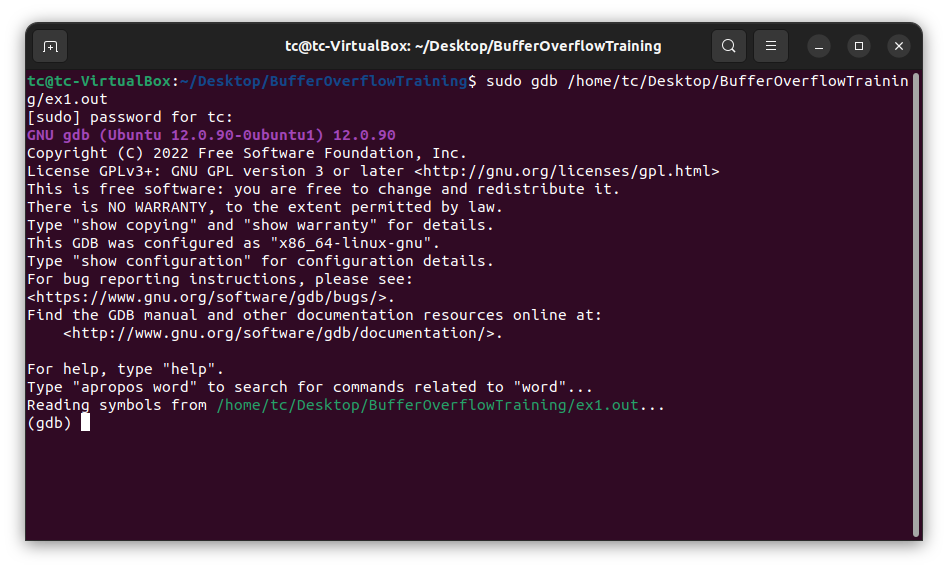 tc@tc-VirtualBox: ~/Desktop/BufferOverflowTraining
tc@tc-VirtualBox:~/Desktop/BufferOverflowTraining$ sudo gdb /home/tc/Desktop/BufferOverflowTrainin
g/ex1.out
[sudo] password for tc:
GNU gdb (Ubuntu 12.0.90-0ubuntu1) 12.0.90
Copyright (C) 2022 Free Software Foundation, Inc.
License GPLv3+: GNU GPL version 3 or later <http://gnu.org/licenses/gpl.html>
This is free software: you are free to change and redistribute it.
There is NO WARRANTY, to the extent permitted by law.
Type "show copying" and "show warranty" for details.
This GDB was configured as "x86_64-linux-gnu".
Type "show configuration" for configuration details.
For bug reporting instructions, please see:
<https://www.gnu.org/software/gdb/bugs/>.
Find the GDB manual and other documentation resources online at:
    <http://www.gnu.org/software/gdb/documentation/>.

For help, type "help".
Type "apropos word" to search for commands related to "word"...
Reading symbols from /home/tc/Desktop/BufferOverflowTraining/ex1.out...
(gdb)